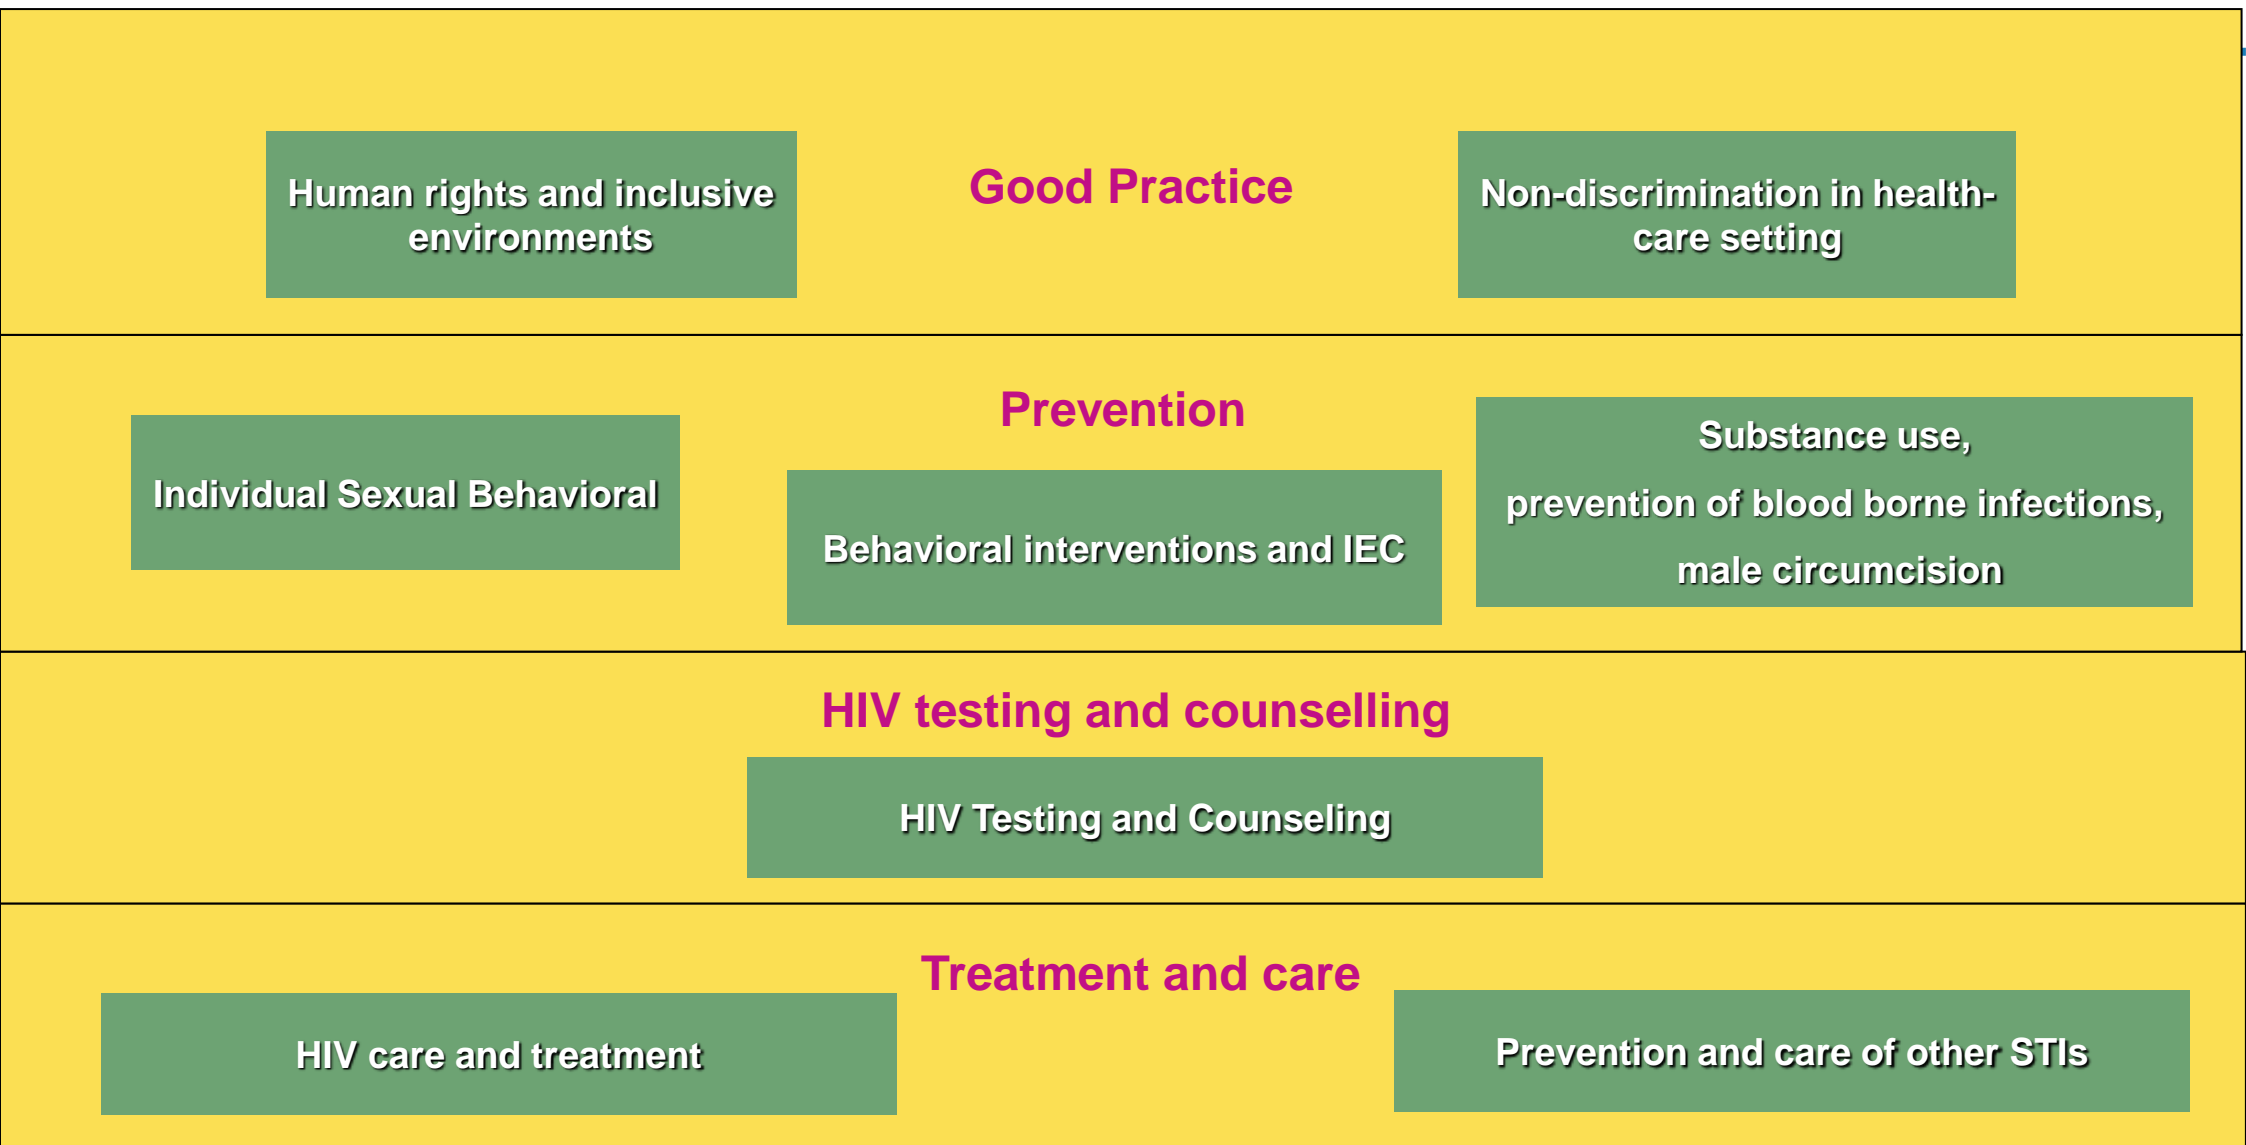 Good Practice
Human rights and inclusive
environments
Non-discrimination in health-
care setting
Prevention
Individual Sexual Behavioral
Behavioral interventions and IEC
Substance use,
prevention of blood borne infections,
male circumcision
HIV testing and counselling
HIV Testing and Counseling
Treatment and care
HIV care and treatment
Prevention and care of other STIs